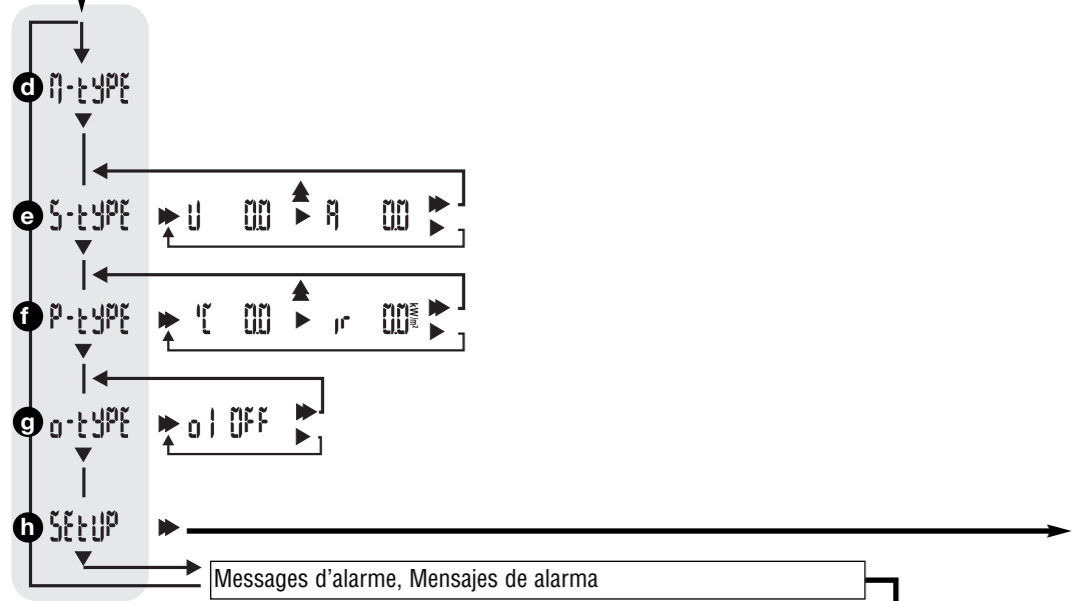 d M-tYPE
e S-tYPE U 0.0 A 0.0
f P-tYPE °C 0.0 Ir 0.0 kW/m²
g o-tYPE o1 OFF
h SEtUP
Messages d’alarme, Mensajes de alarma